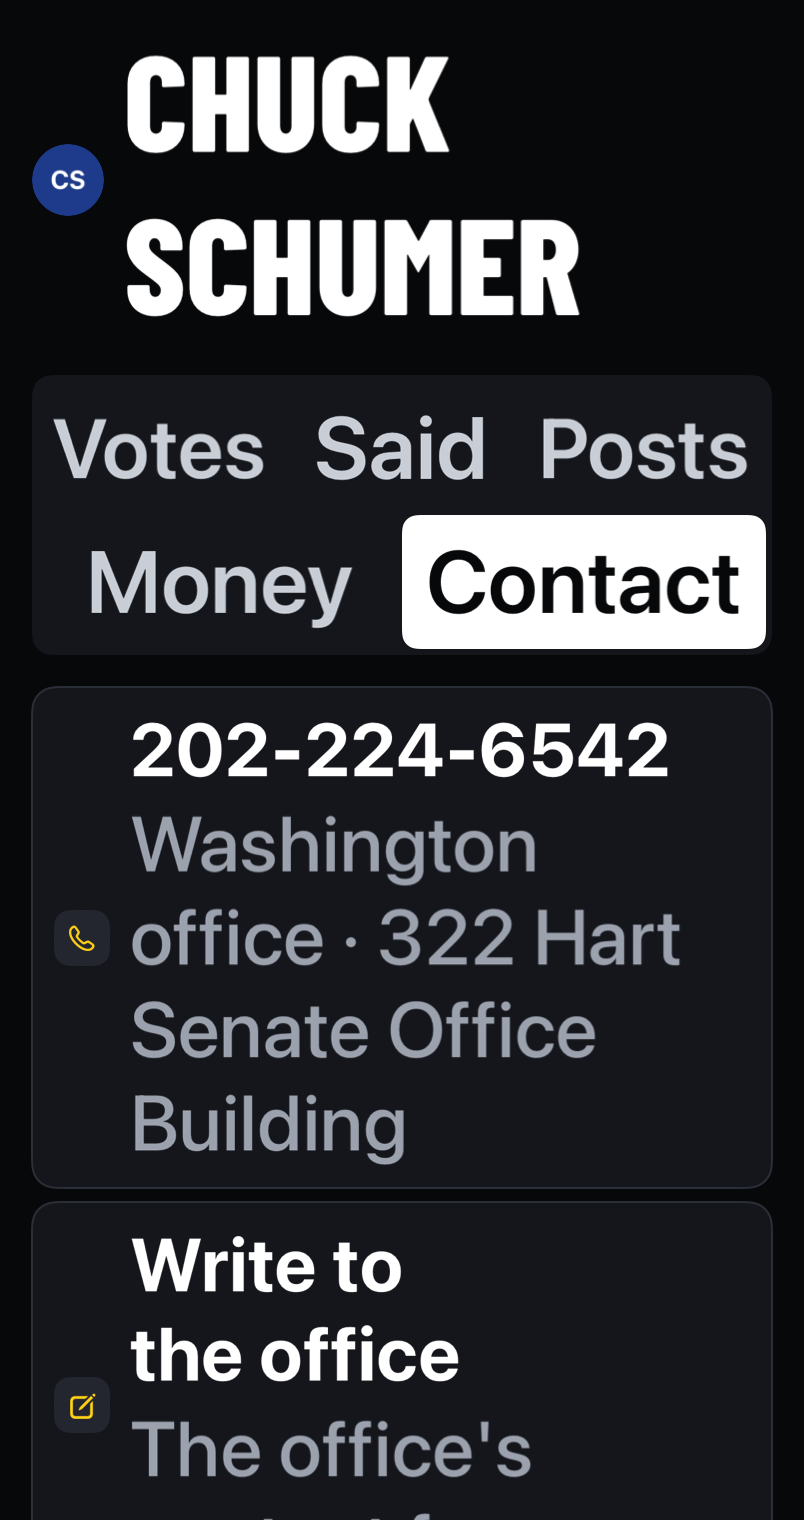 CHUCK
CS
SCHUMER
Votes Said Posts
Money Contact
202-224-6542
Washington
office · 322 Hart
Senate Office
Building
Write to
the office
The office's